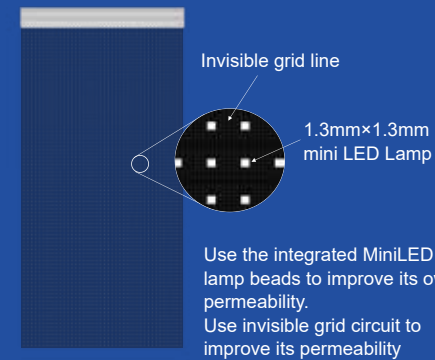 Invisible grid line
1.3mm×1.3mm
mini LED Lamp
Use the integrated MiniLED
lamp beads to improve its
permeability.
Use invisible grid circuit to
improve its permeability